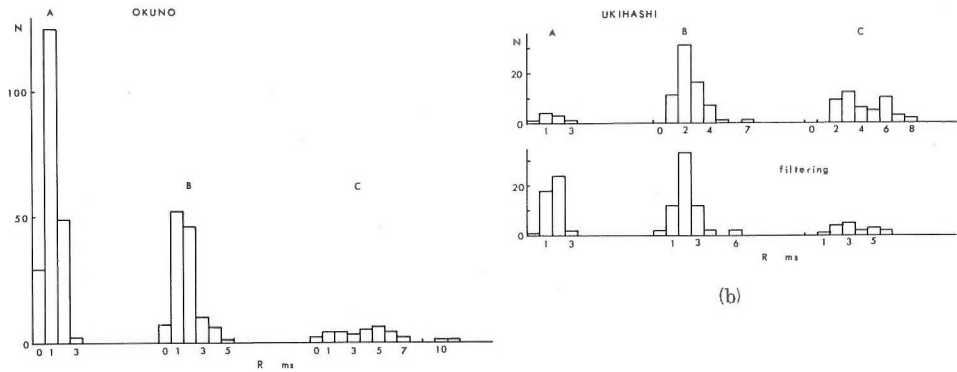 A OKUNO
N
100
B
C
50
0
0 1 3 0 1 3 5 0 1 3 5 7 10
R ms
UKIHASHI
A B C
N
20
0
1 3 0 2 4 7 0 2 4 6 8
filtering
20
0
1 3 1 3 6 1 3 5
R ms
(b)